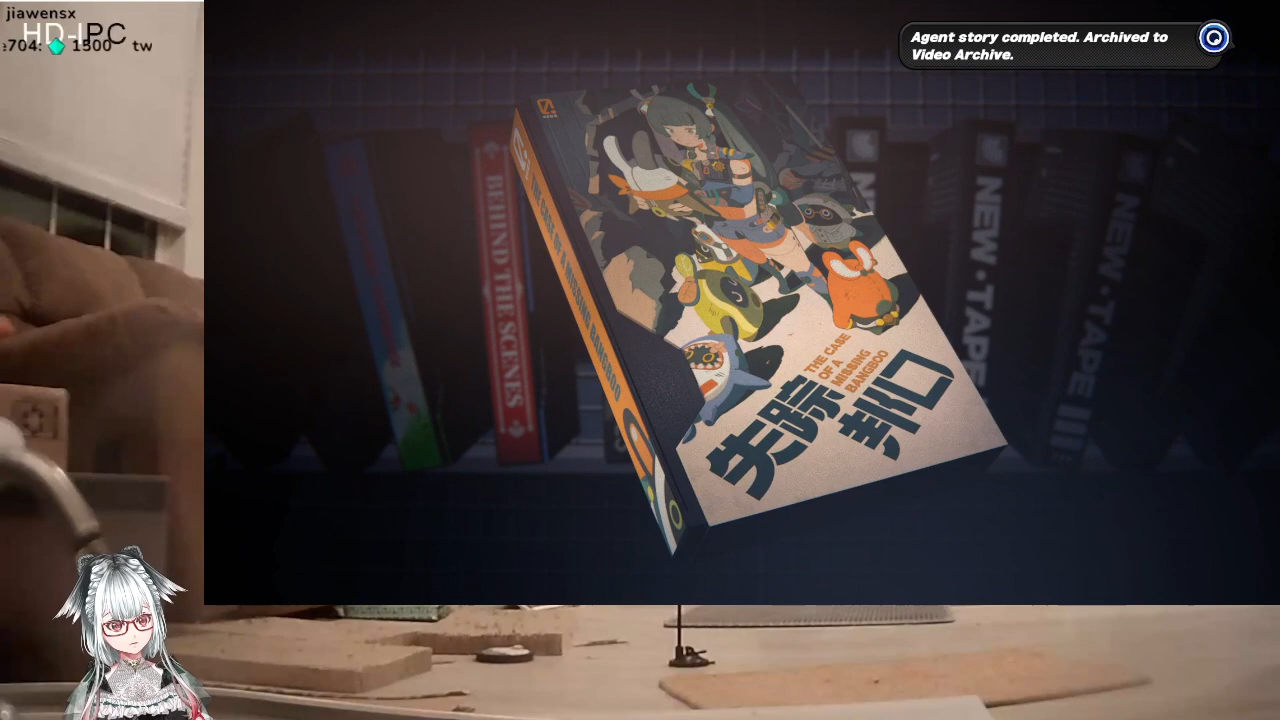 jiawensx
HD-IPC
:704: 1500 tw
Agent story completed. Archived to
Video Archive.
BEHIND THE SCENES
THE CASE OF A MISSING BANGBOO
THE CASE
OF A
MISSING
BANGBOO
失踪
邦布
NEW·TAPE
NEW·TAPE III